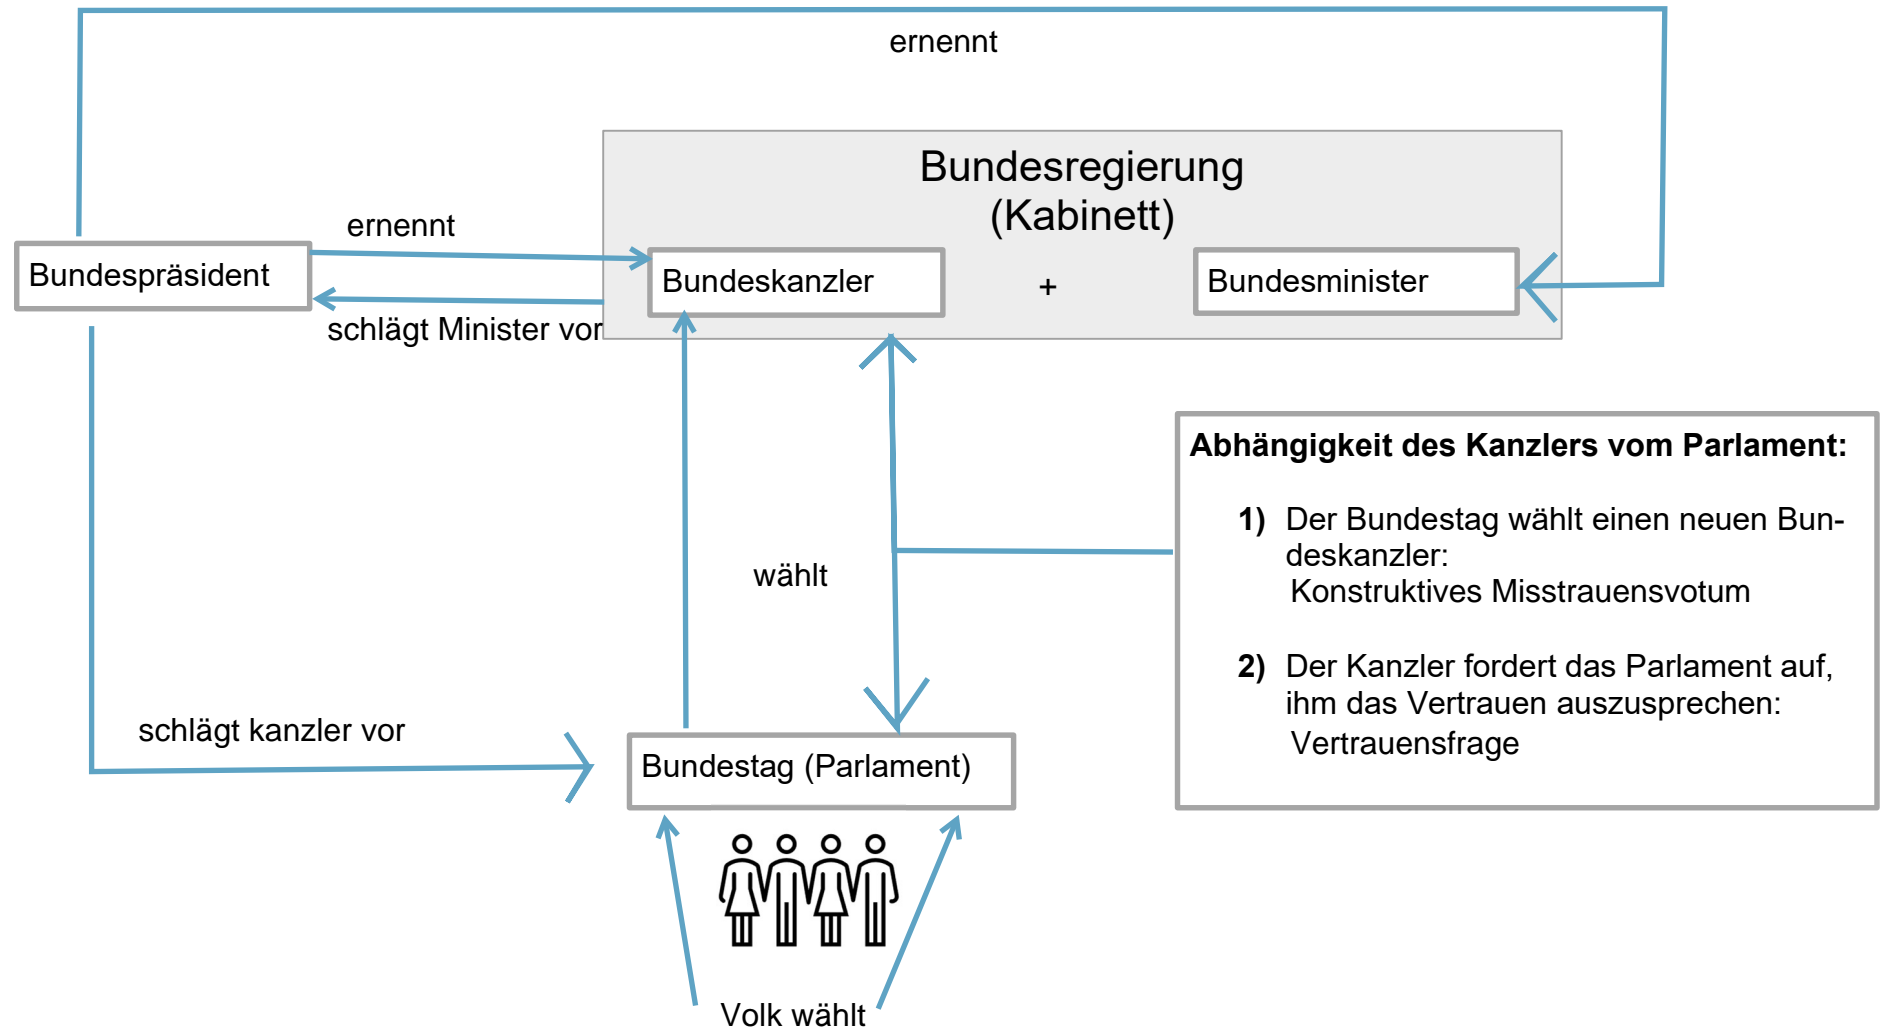 ernennt
Bundesregierung
(Kabinett)
ernennt
Bundespräsident
Bundeskanzler
+
Bundesminister
schlägt Minister vor
Abhängigkeit des Kanzlers vom Parlament:
1) Der Bundestag wählt einen neuen Bun-
deskanzler:
Konstruktives Misstrauensvotum
wählt
2) Der Kanzler fordert das Parlament auf,
ihm das Vertrauen auszusprechen:
Vertrauensfrage
schlägt kanzler vor
Bundestag (Parlament)
Volk wählt